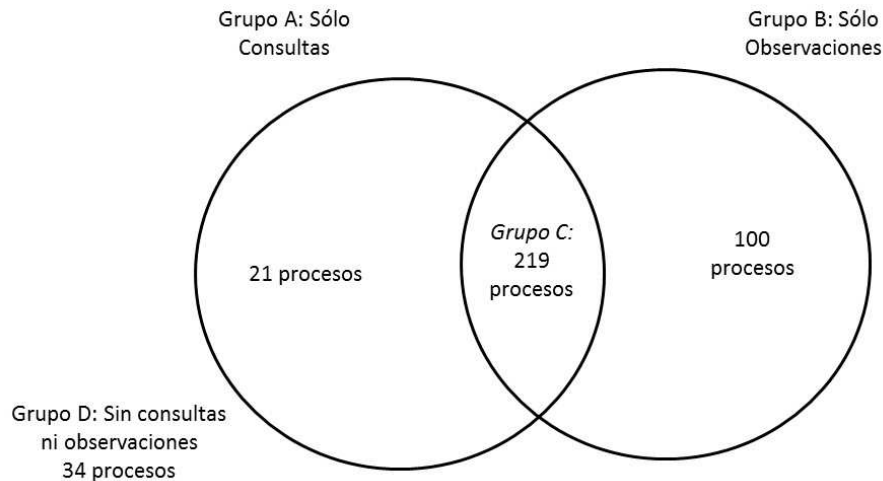 Grupo A: Sólo
Consultas
Grupo B: Sólo
Observaciones
21 procesos
Grupo C:
219
procesos
100
procesos
Grupo D: Sin consultas
ni observaciones
34 procesos